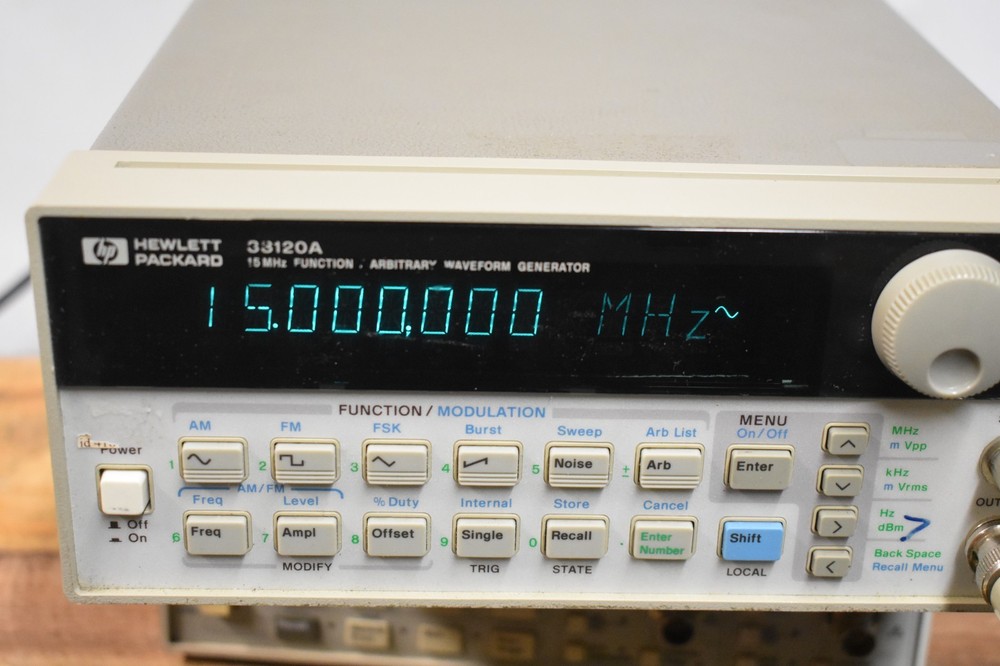 hp HEWLETT PACKARD 33120A
15 MHz FUNCTION / ARBITRARY WAVEFORM GENERATOR
15.000,000 MHz~
FUNCTION / MODULATION
MENU
AM FM FSK Burst Sweep Arb List On/Off
MHz
m Vpp
Power
1 2 3 4 5 Noise ± Arb Enter
kHz
m Vrms
AM/FM
Freq Level % Duty Internal Store Cancel
Off
On
6 Freq 7 Ampl 8 Offset 9 Single 0 Recall . Enter Number Shift
Hz
dBm
?
MODIFY TRIG STATE LOCAL
Back Space
Recall Menu